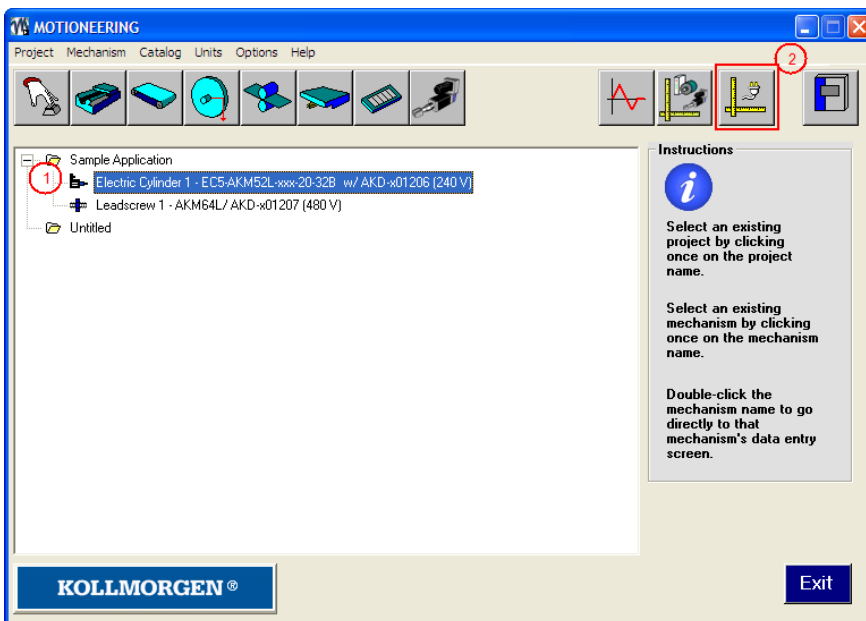 MOTIONEERING
Project Mechanism Catalog Units Options Help
2
Sample Application
1
Electric Cylinder 1 - EC5-AKM52L-xxx-20-32B w/ AKD-x01206 (240 V)
Leadscrew 1 - AKM64L/ AKD-x01207 (480 V)
Untitled
Instructions
i
Select an existing
project by clicking
once on the project
name.
Select an existing
mechanism by clicking
once on the mechanism
name.
Double-click the
mechanism name to go
directly to that
mechanism's data entry
screen.
KOLLMORGEN ®
Exit